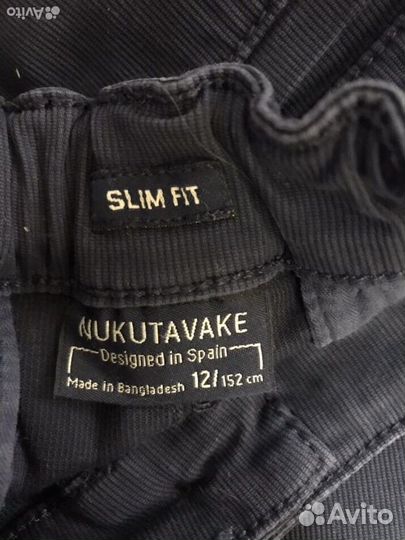 Avito
SLIM FIT
NUKUTAVAKE
Designed in Spain
Made in Bangladesh 12/152 cm
Avito